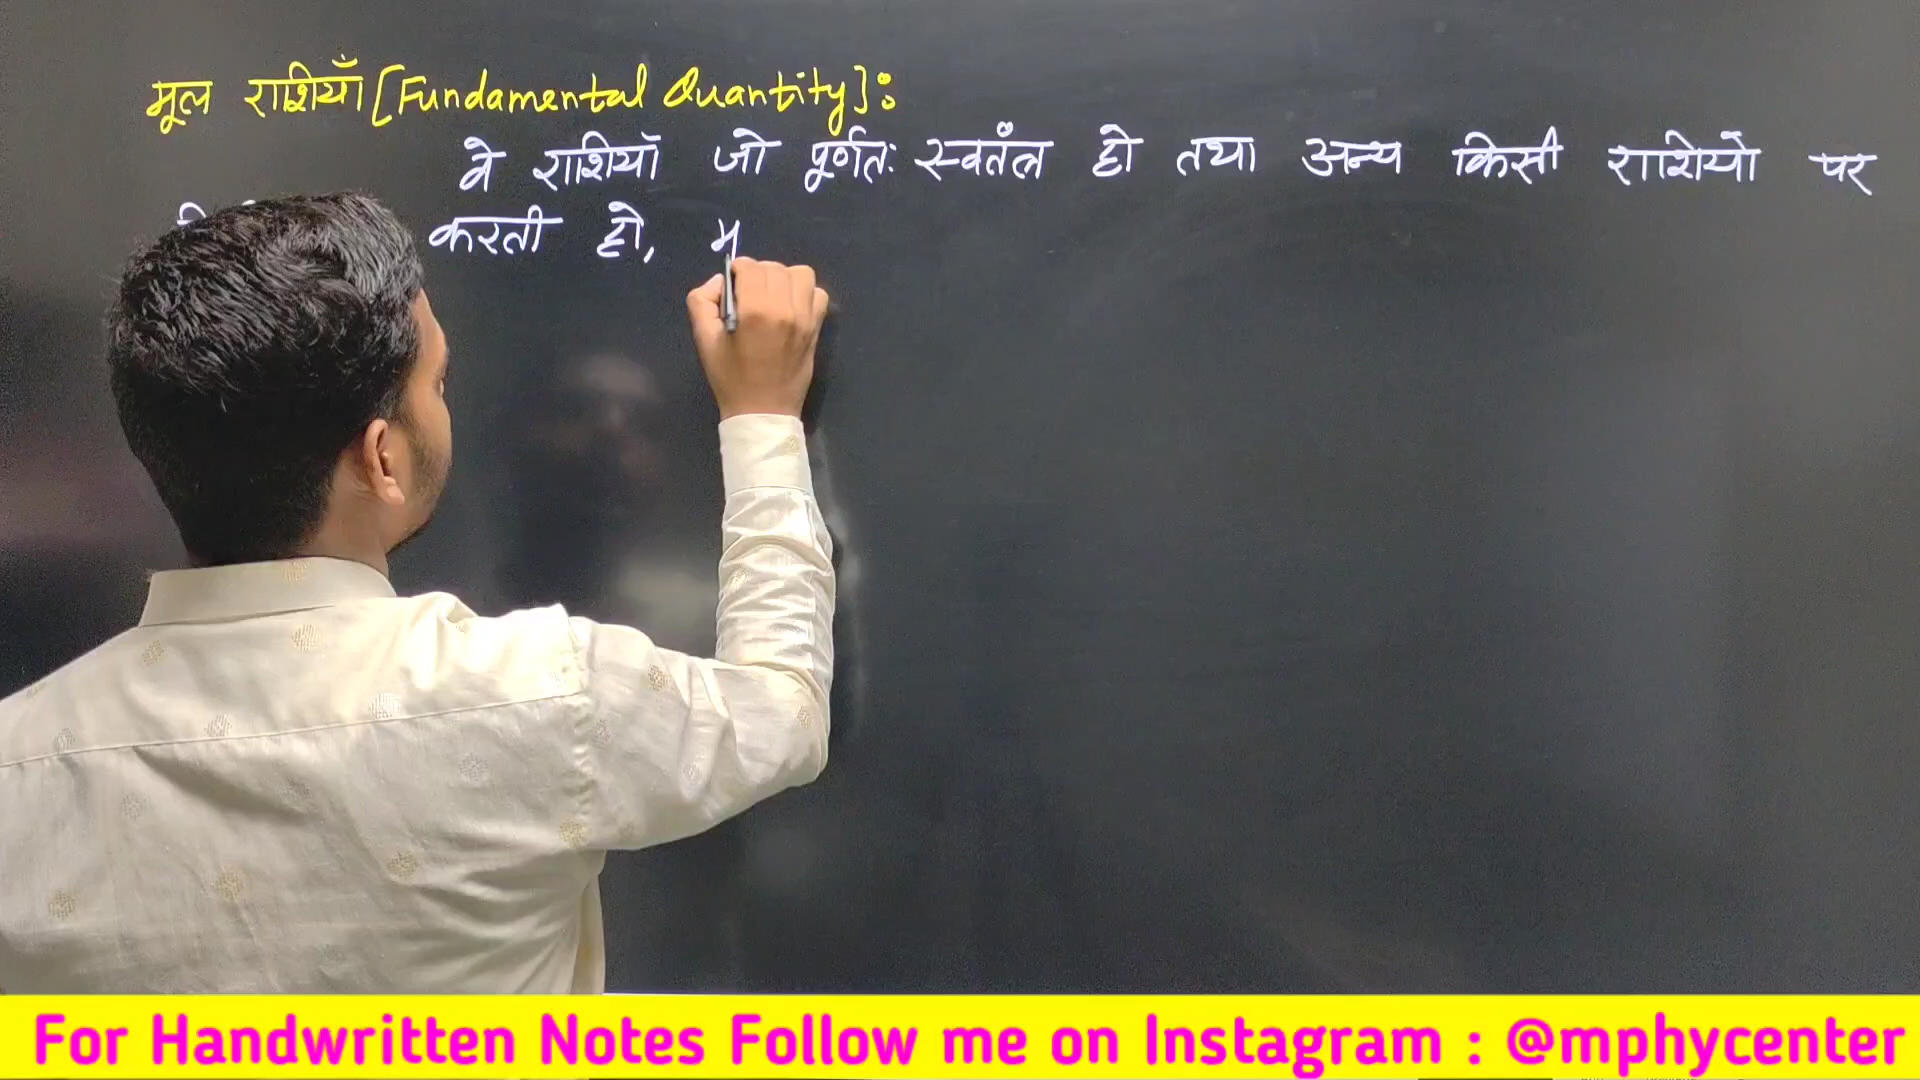 मूल राशियाँ [Fundamental Quantity]:
वे राशियाँ जो पूर्णतः स्वतंत्र हो तथा अन्य किसी राशियो पर
करती हो,
For Handwritten Notes Follow me on Instagram : @mphycenter